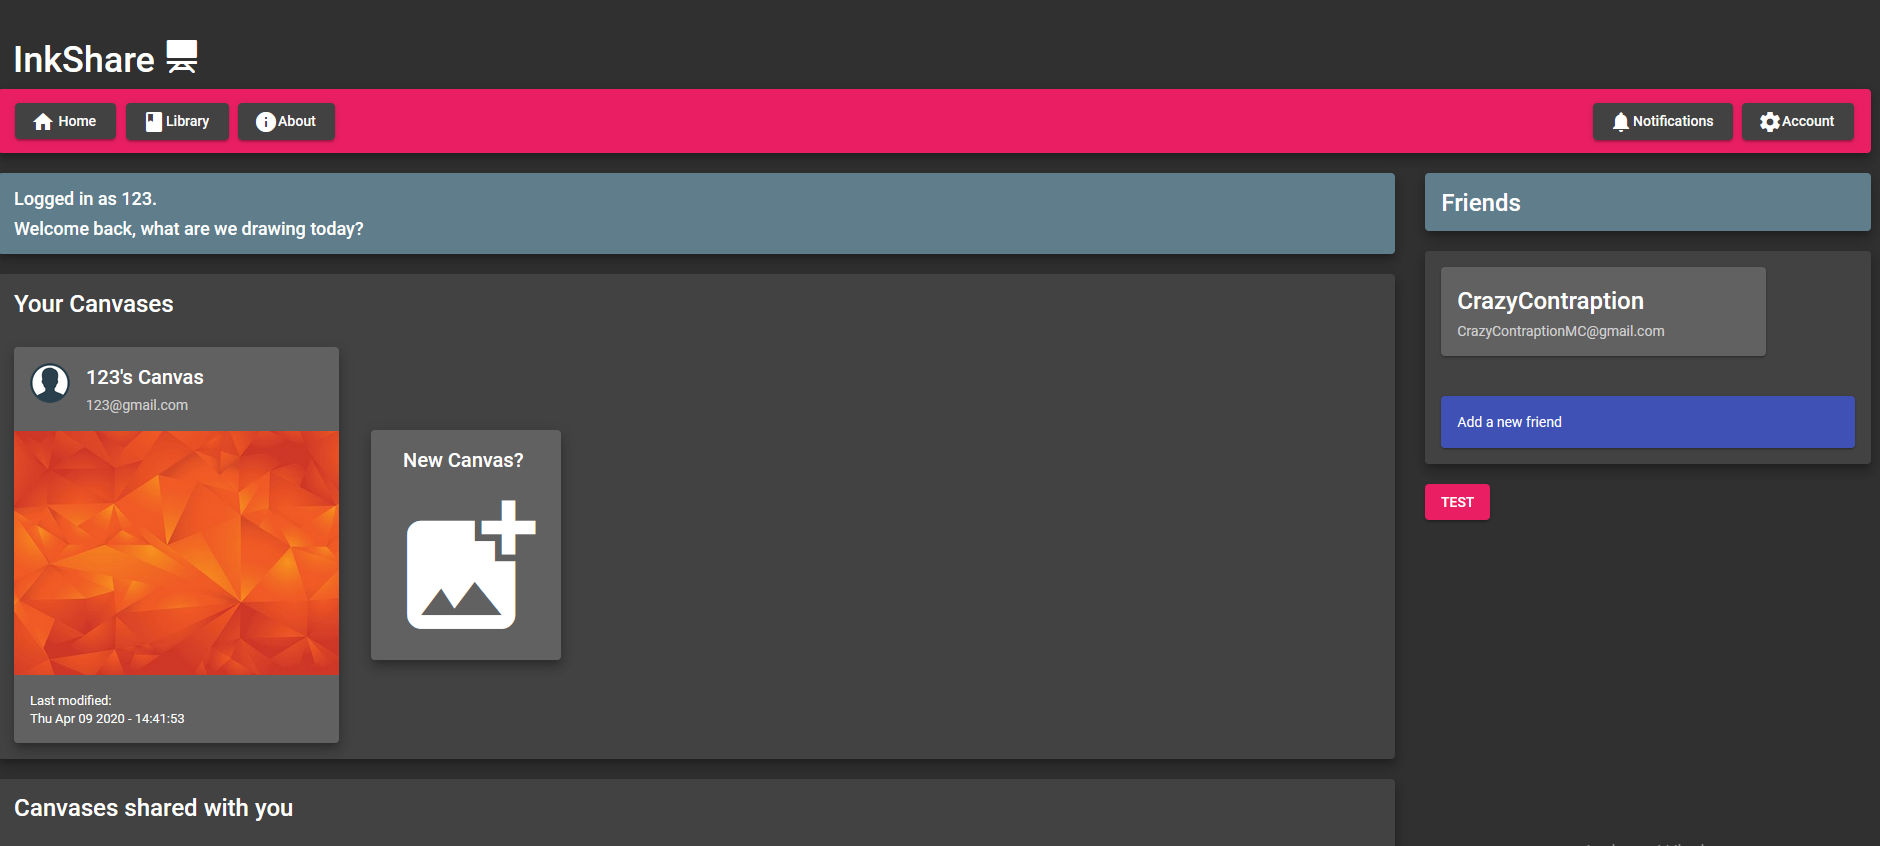 InkShare
Home
Library
About
Notifications
Account
Logged in as 123.
Welcome back, what are we drawing today?
Your Canvases
123's Canvas
123@gmail.com
Last modified:
Thu Apr 09 2020 - 14:41:53
New Canvas?
Canvases shared with you
Friends
CrazyContraption
CrazyContraptionMC@gmail.com
Add a new friend
TEST